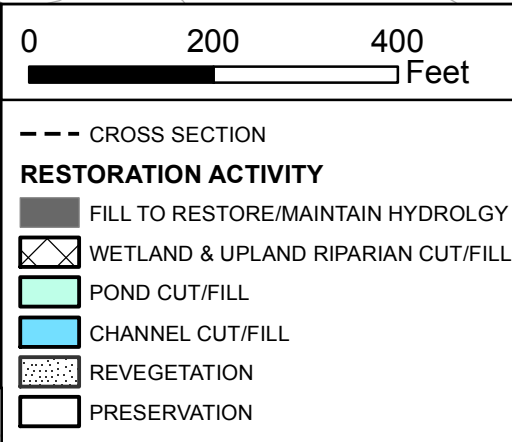 0 200 400
Feet
CROSS SECTION
RESTORATION ACTIVITY
FILL TO RESTORE/MAINTAIN HYDROLGY
WETLAND & UPLAND RIPARIAN CUT/FILL
POND CUT/FILL
CHANNEL CUT/FILL
REVEGETATION
PRESERVATION